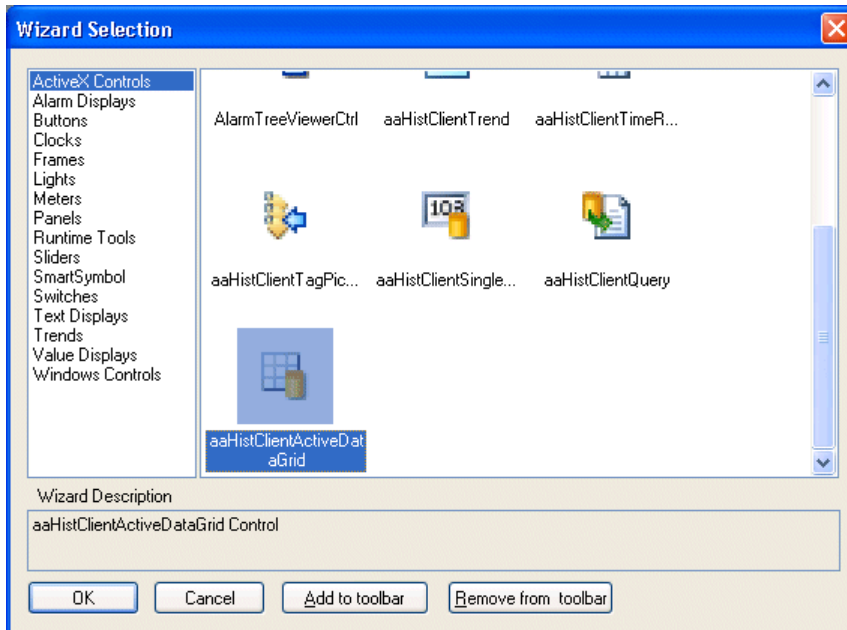 Wizard Selection
ActiveX Controls
Alarm Displays
Buttons
Clocks
Frames
Lights
Meters
Panels
Runtime Tools
Sliders
SmartSymbol
Switches
Text Displays
Trends
Value Displays
Windows Controls
AlarmTreeViewerCtrl aaHistClientTrend aaHistClientTimeR...
103
aaHistClientTagPic... aaHistClientSingle... aaHistClientQuery
aaHistClientActiveDat
aGrid
Wizard Description
aaHistClientActiveDataGrid Control
OK Cancel Add to toolbar Remove from toolbar